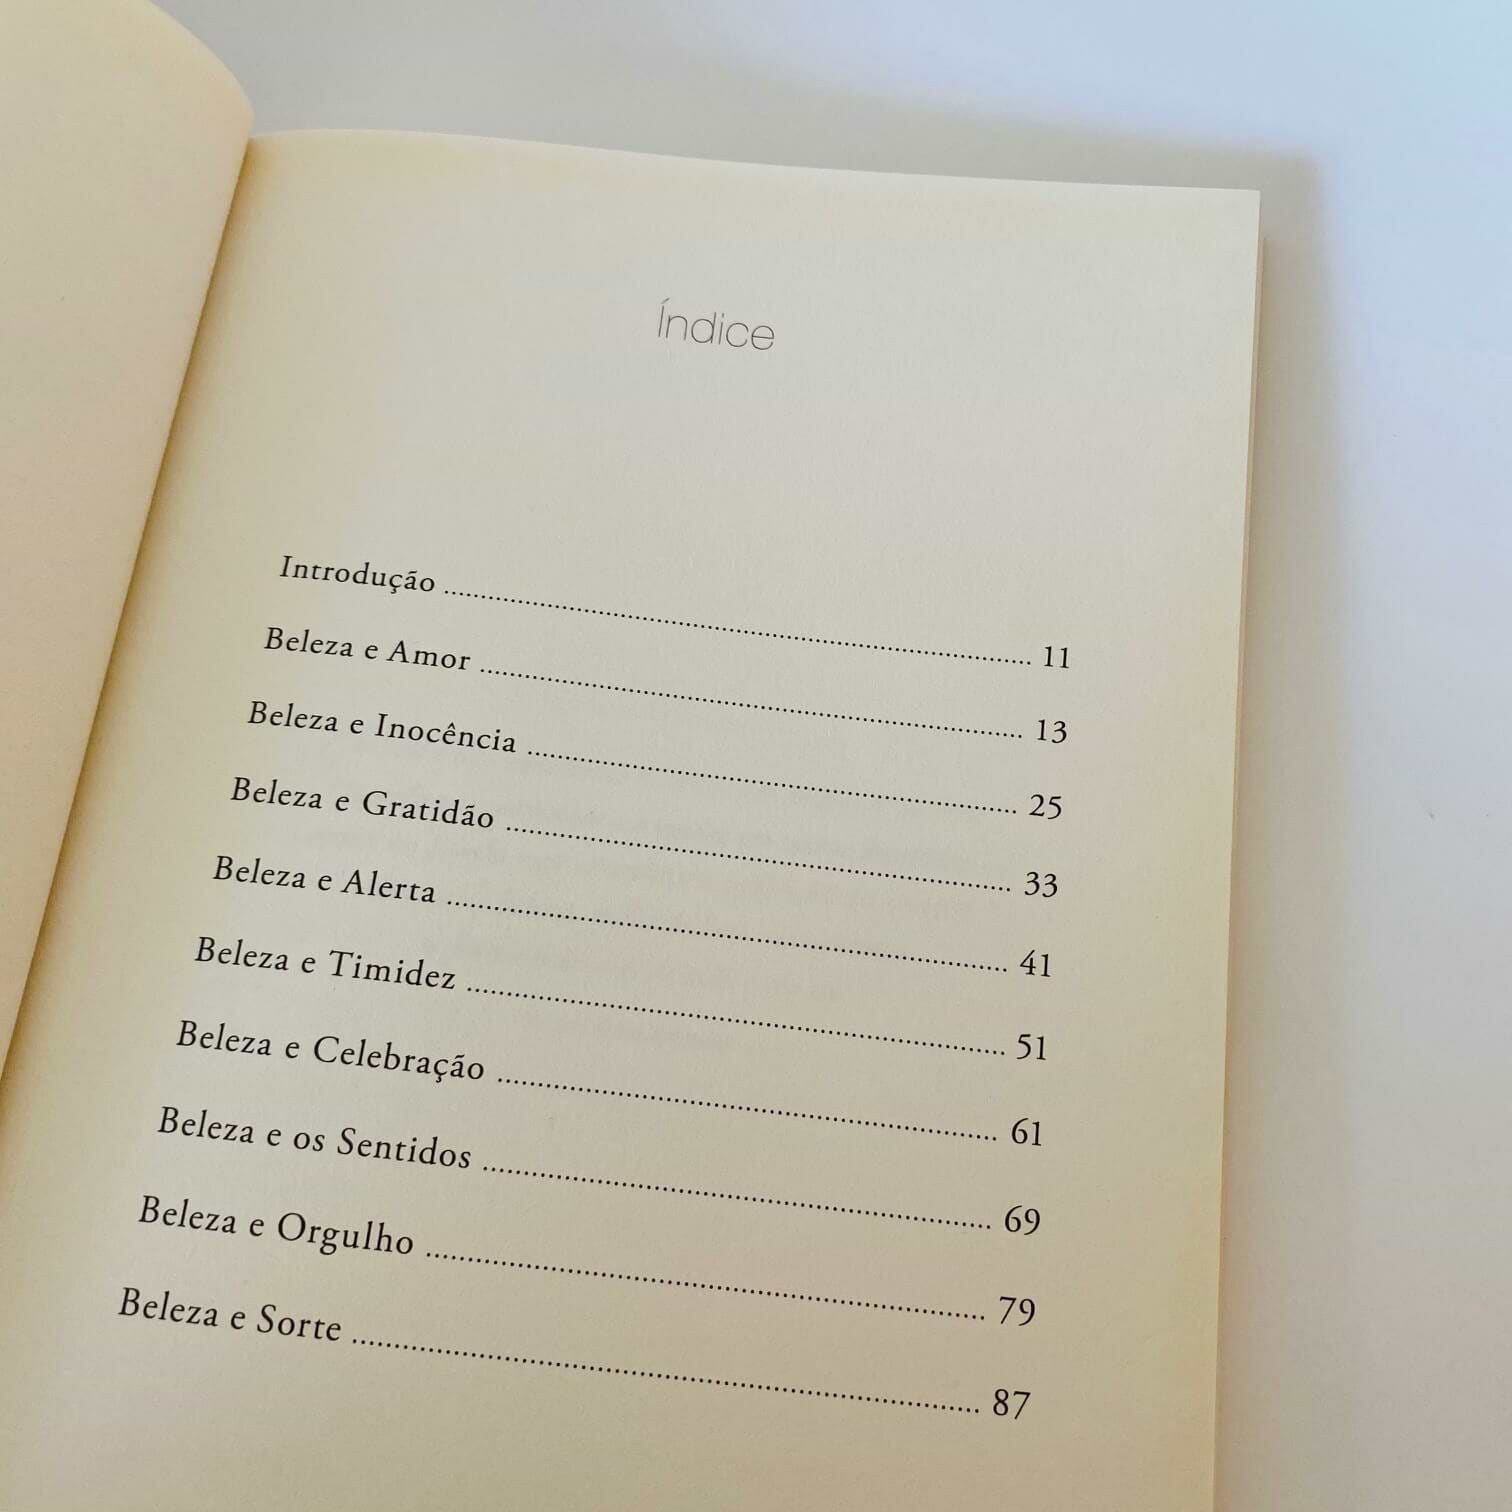 Índice
Introdução ........................................ 11
Beleza e Amor ........................................ 13
Beleza e Inocência ........................................ 25
Beleza e Gratidão ........................................ 33
Beleza e Alerta ........................................ 41
Beleza e Timidez ........................................ 51
Beleza e Celebração ........................................ 61
Beleza e os Sentidos ........................................ 69
Beleza e Orgulho ........................................ 79
Beleza e Sorte ........................................ 87